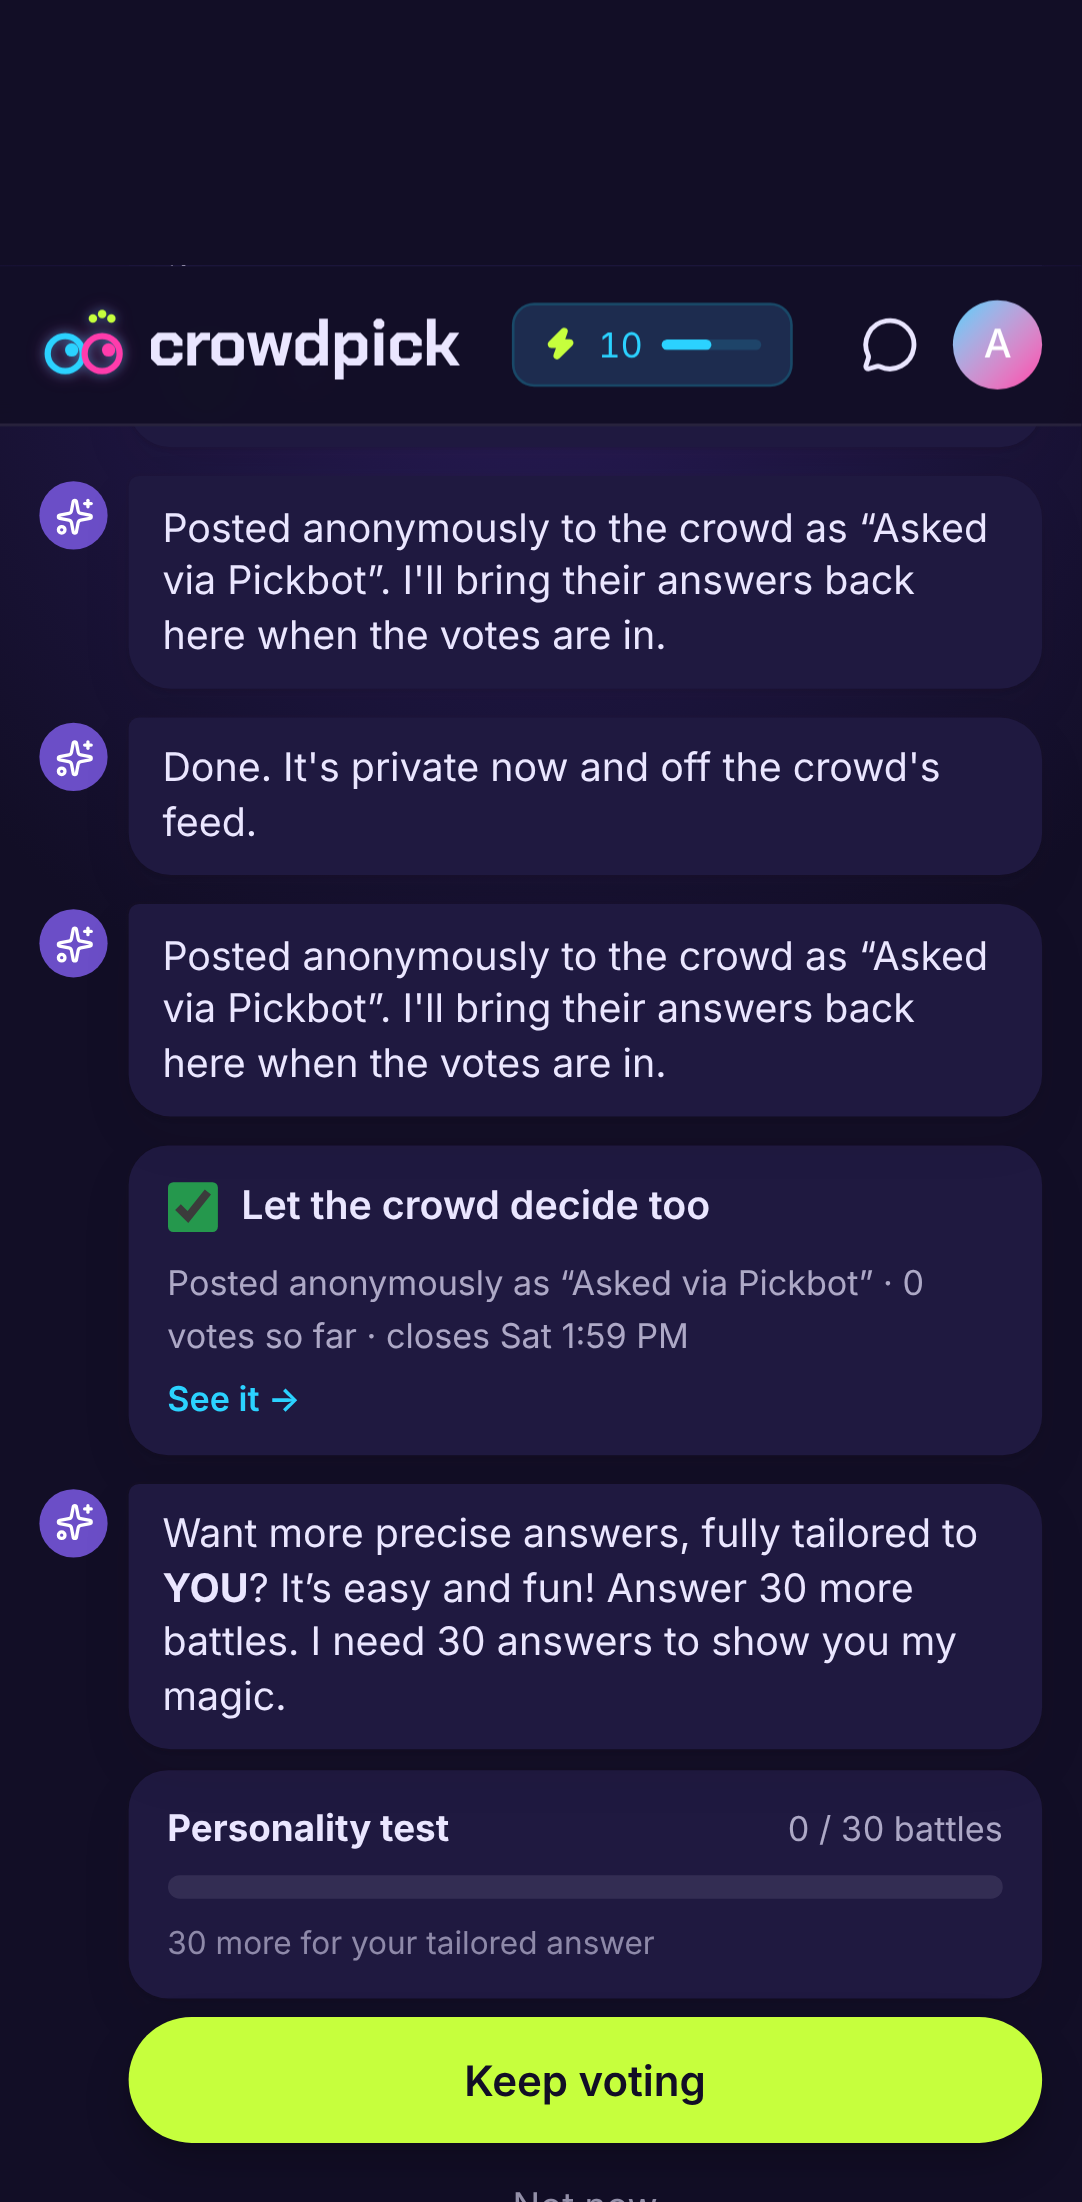 crowdpick
10
A
Posted anonymously to the crowd as “Asked
via Pickbot”. I'll bring their answers back
here when the votes are in.
Done. It's private now and off the crowd's
feed.
Posted anonymously to the crowd as “Asked
via Pickbot”. I'll bring their answers back
here when the votes are in.
Let the crowd decide too
Posted anonymously as “Asked via Pickbot” · 0
votes so far · closes Sat 1:59 PM
See it →
Want more precise answers, fully tailored to
YOU? It’s easy and fun! Answer 30 more
battles. I need 30 answers to show you my
magic.
Personality test
0 / 30 battles
30 more for your tailored answer
Keep voting
Not now